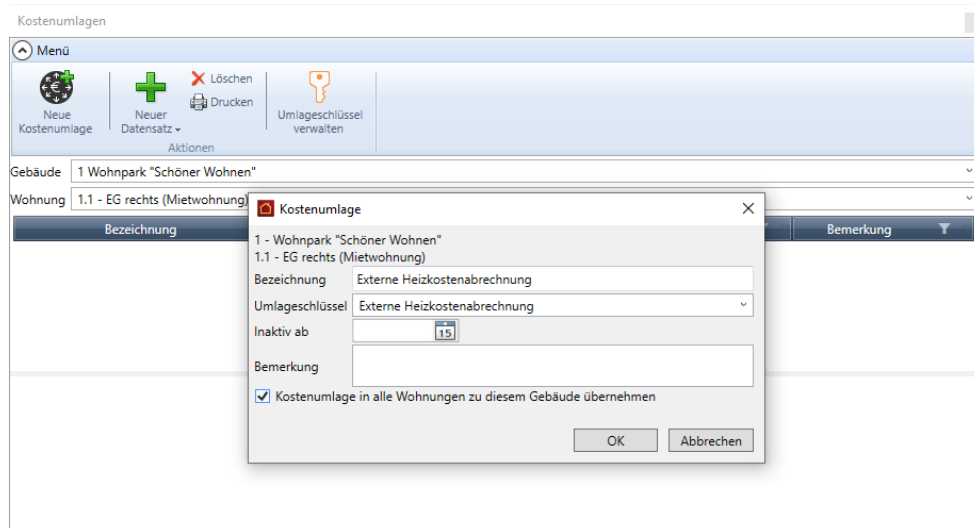 Kostenumlagen
Menü
Neue Kostenumlage
Neuer Datensatz
Löschen
Drucken
Umlageschlüssel verwalten
Aktionen
Gebäude 1 Wohnpark "Schöner Wohnen"
Wohnung 1.1 - EG rechts (Mietwohnung)
Bezeichnung Bemerkung
Kostenumlage
1 - Wohnpark "Schöner Wohnen"
1.1 - EG rechts (Mietwohnung)
Bezeichnung Externe Heizkostenabrechnung
Umlageschlüssel Externe Heizkostenabrechnung
Inaktiv ab 15
Bemerkung
Kostenumlage in alle Wohnungen zu diesem Gebäude übernehmen
OK Abbrechen